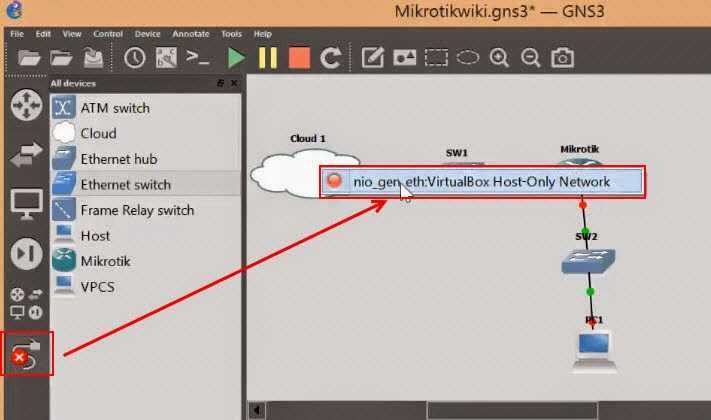 Mikrotikwiki.gns3* — GNS3
File Edit View Control Device Annotate Tools Help
All devices
ATM switch
Cloud
Ethernet hub
Ethernet switch
Frame Relay switch
Host
Mikrotik
VPCS
Cloud 1
SW1
Mikrotik
nio_gen_eth:VirtualBox Host-Only Network
SW2
PC1